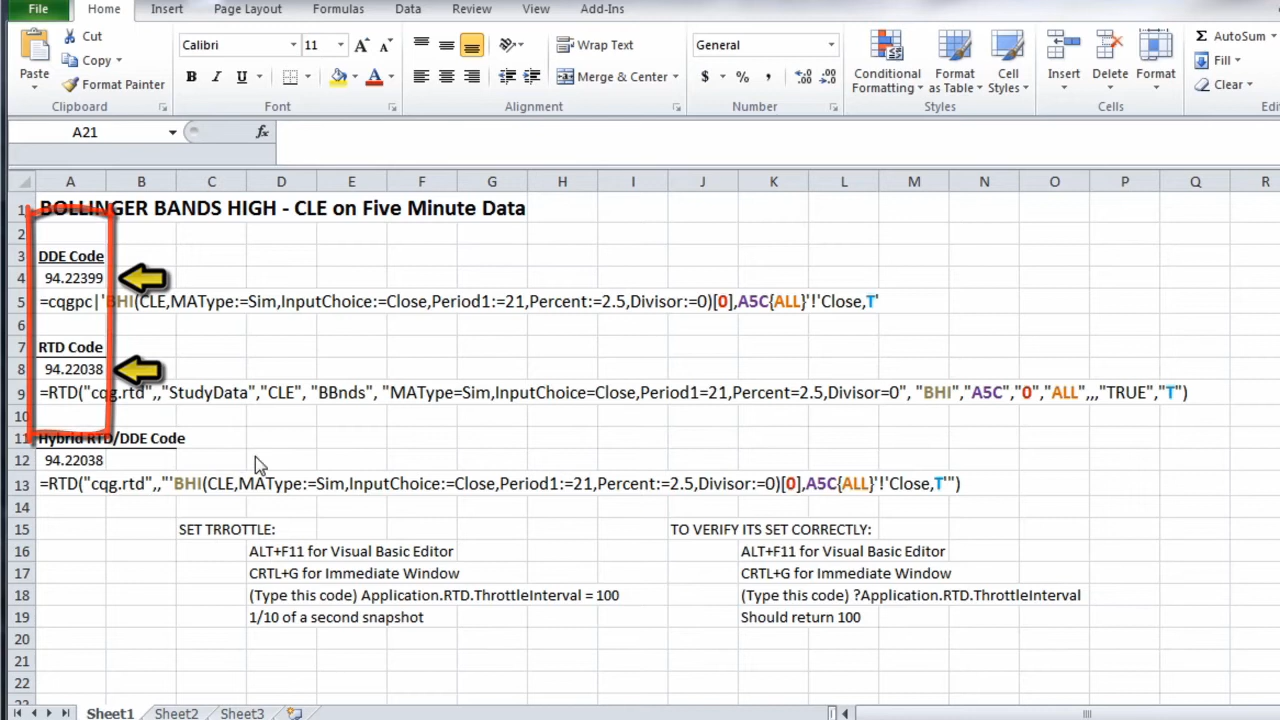 File Home Insert Page Layout Formulas Data Review View Add-Ins
Cut
Copy
Format Painter
Paste
Clipboard
Calibri 11 A A
B I U A
Font
Wrap Text
Merge & Center
Alignment
General
$ % , .0 .00 .00 .0
Number
Conditional Formatting
Format as Table
Cell Styles
Styles
Insert Delete Format
Cells
Σ AutoSum
Fill
Clear
A21 fx
A B C D E F G H I J K L M N O P Q R
1 BOLLINGER BANDS HIGH - CLE on Five Minute Data
2
3 DDE Code
4 94.22399
5 =cqgpc|'BHI(CLE,MAType:=Sim,InputChoice:=Close,Period1:=21,Percent:=2.5,Divisor:=0)[0],A5C{ALL}'!'Close,T'
6
7 RTD Code
8 94.22038
9 =RTD("cqg.rtd",,"StudyData","CLE", "BBnds", "MAType=Sim,InputChoice=Close,Period1=21,Percent=2.5,Divisor=0", "BHI","A5C","0","ALL",,,"TRUE","T")
10
11 Hybrid RTD/DDE Code
12 94.22038
13 =RTD("cqg.rtd",,"'BHI(CLE,MAType:=Sim,InputChoice:=Close,Period1:=21,Percent:=2.5,Divisor:=0)[0],A5C{ALL}'!'Close,T'")
14
15 SET TRROTTLE: TO VERIFY ITS SET CORRECTLY:
16 ALT+F11 for Visual Basic Editor ALT+F11 for Visual Basic Editor
17 CRTL+G for Immediate Window CRTL+G for Immediate Window
18 (Type this code) Application.RTD.ThrottleInterval = 100 (Type this code) ?Application.RTD.ThrottleInterval
19 1/10 of a second snapshot Should return 100
20
21
22
23
Sheet1 Sheet2 Sheet3